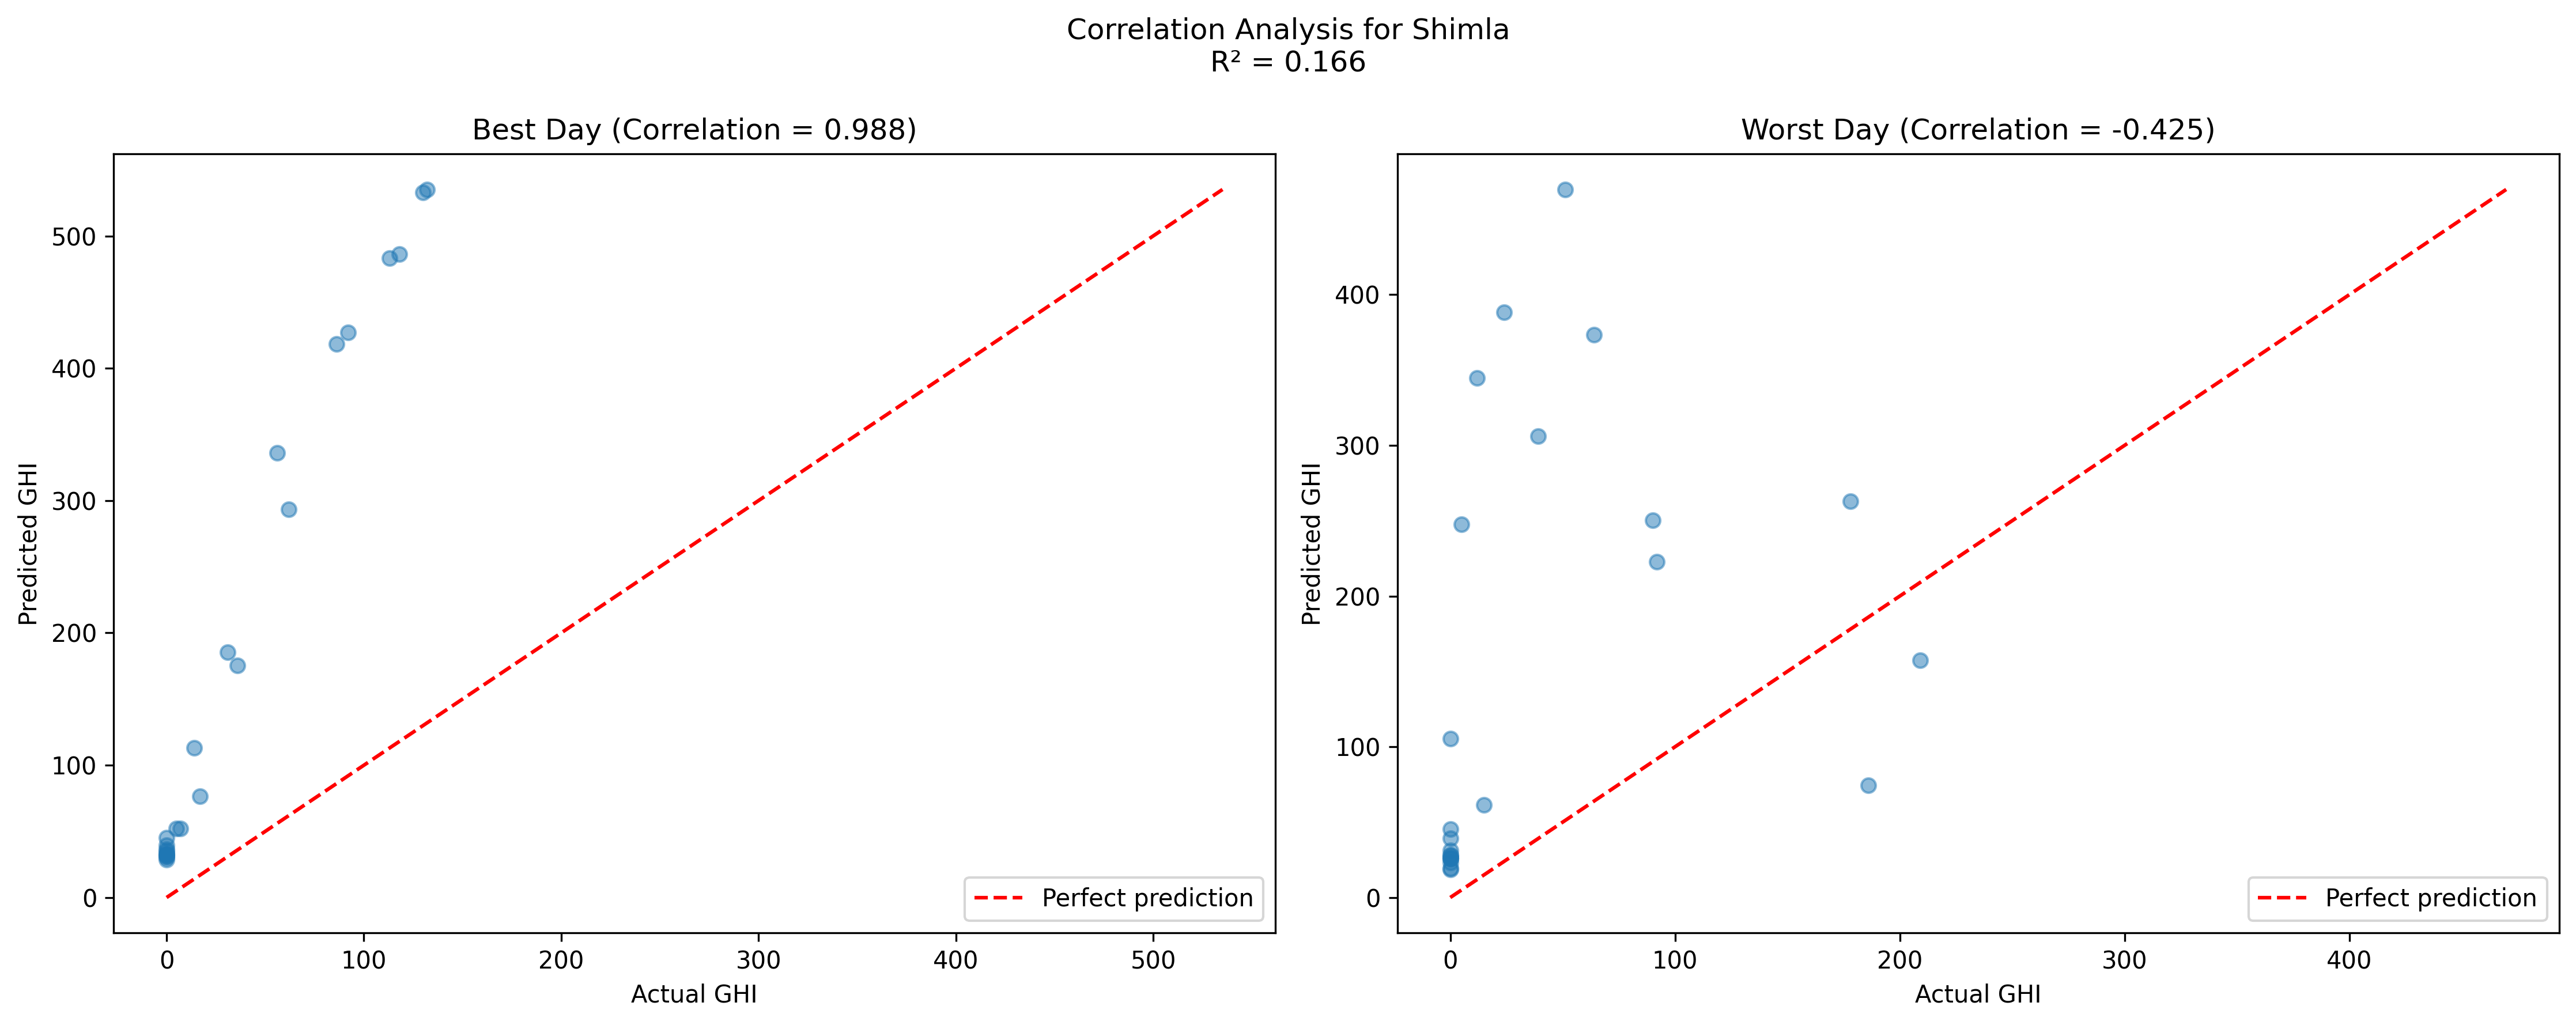 Correlation Analysis for Shimla
R² = 0.166
Best Day (Correlation = 0.988)
Predicted GHI
500
400
300
200
100
0
0 100 200 300 400 500
Actual GHI
Perfect prediction
Worst Day (Correlation = -0.425)
Predicted GHI
400
300
200
100
0
0 100 200 300 400
Actual GHI
Perfect prediction